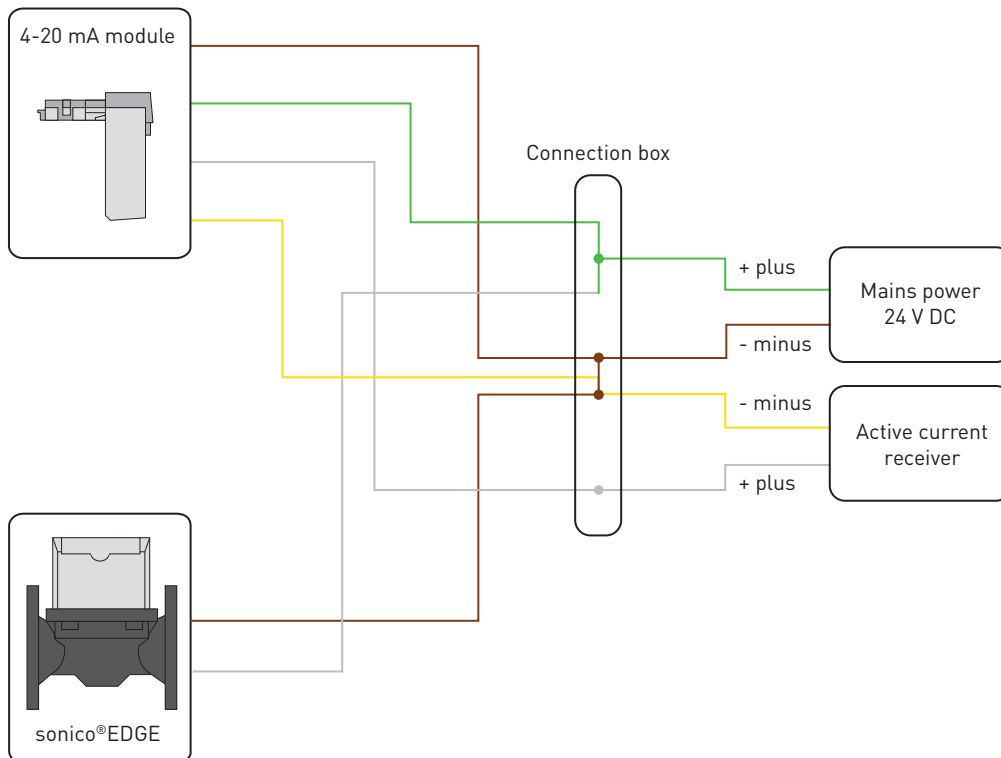 4-20 mA module
Connection box
+ plus
Mains power
24 V DC
- minus
- minus
Active current
receiver
+ plus
sonico®EDGE